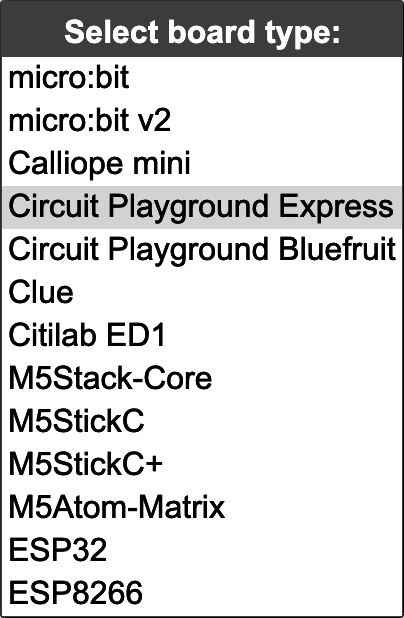 Select board type:
micro:bit
micro:bit v2
Calliope mini
Circuit Playground Express
Circuit Playground Bluefruit
Clue
Citilab ED1
M5Stack-Core
M5StickC
M5StickC+
M5Atom-Matrix
ESP32
ESP8266